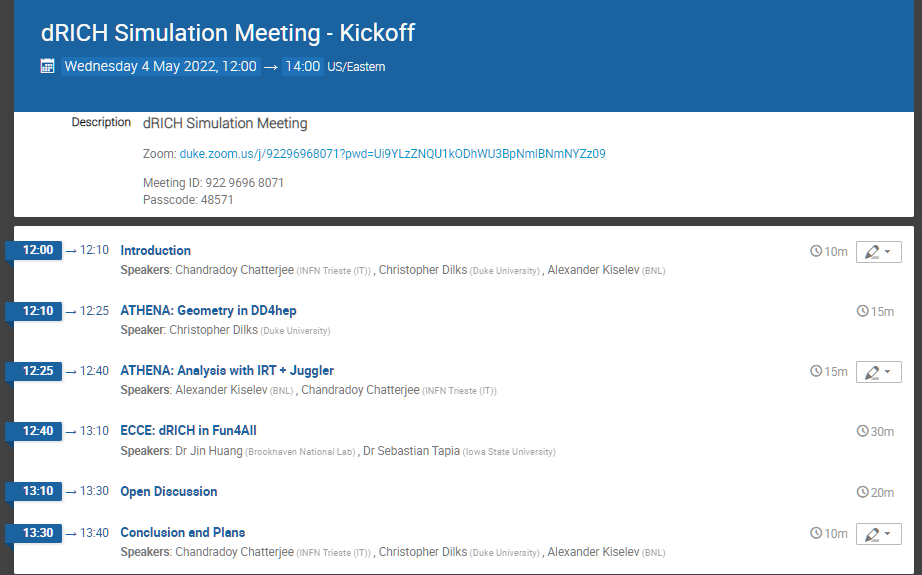 dRICH Simulation Meeting - Kickoff
Wednesday 4 May 2022, 12:00 → 14:00 US/Eastern
Description dRICH Simulation Meeting
Zoom: duke.zoom.us/j/92296968071?pwd=Ui9YLzZNQU1kODhWU3BpNmlBNmNYZz09
Meeting ID: 922 9696 8071
Passcode: 48571
12:00 → 12:10 Introduction 10m
Speakers: Chandradoy Chatterjee (INFN Trieste (IT)) , Christopher Dilks (Duke University) , Alexander Kiselev (BNL)
12:10 → 12:25 ATHENA: Geometry in DD4hep 15m
Speaker: Christopher Dilks (Duke University)
12:25 → 12:40 ATHENA: Analysis with IRT + Juggler 15m
Speakers: Alexander Kiselev (BNL) , Chandradoy Chatterjee (INFN Trieste (IT))
12:40 → 13:10 ECCE: dRICH in Fun4All 30m
Speakers: Dr Jin Huang (Brookhaven National Lab) , Dr Sebastian Tapia (Iowa State University)
13:10 → 13:30 Open Discussion 20m
13:30 → 13:40 Conclusion and Plans 10m
Speakers: Chandradoy Chatterjee (INFN Trieste (IT)) , Christopher Dilks (Duke University) , Alexander Kiselev (BNL)